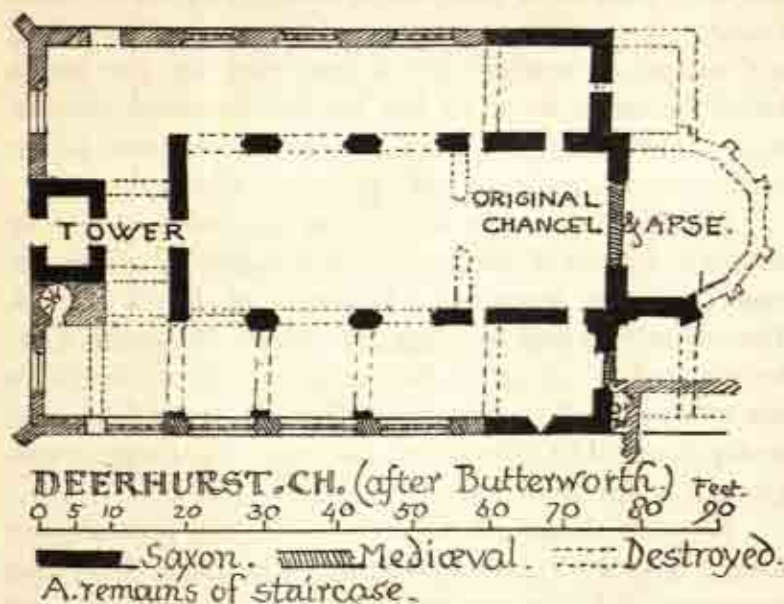 TOWER
ORIGINAL
CHANCEL & APSE.
DEERHURST.CH. (after Butterworth.) Feet.
0 5 10 20 30 40 50 60 70 80 90
Saxon. Mediæval. Destroyed.
A. remains of staircase.